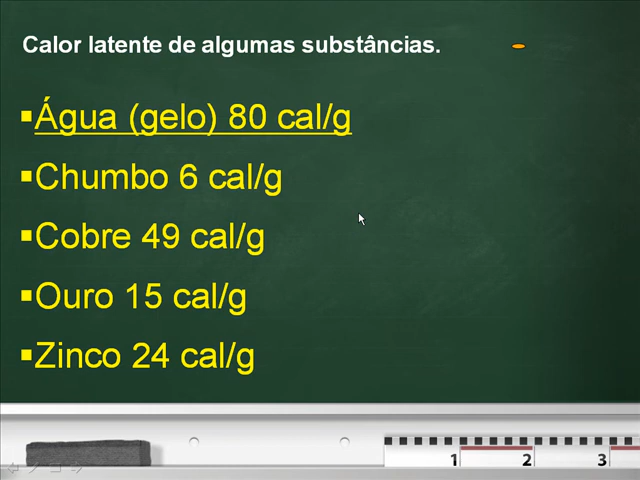 Calor latente de algumas substâncias.
▪Água (gelo) 80 cal/g
▪Chumbo 6 cal/g
▪Cobre 49 cal/g
▪Ouro 15 cal/g
▪Zinco 24 cal/g
1 2 3